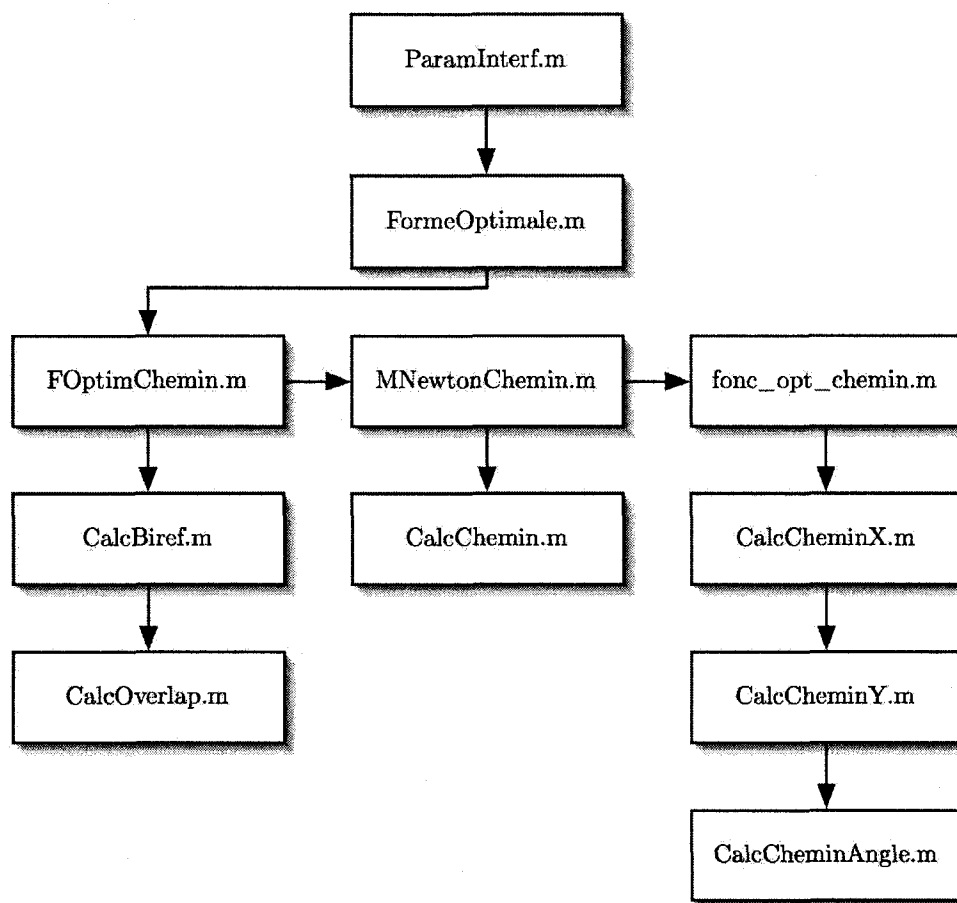 ParamInterf.m
FormeOptimale.m
FOptimChemin.m
MNewtonChemin.m
fonc_opt_chemin.m
CalcBiref.m
CalcChemin.m
CalcCheminX.m
CalcOverlap.m
CalcCheminY.m
CalcCheminAngle.m